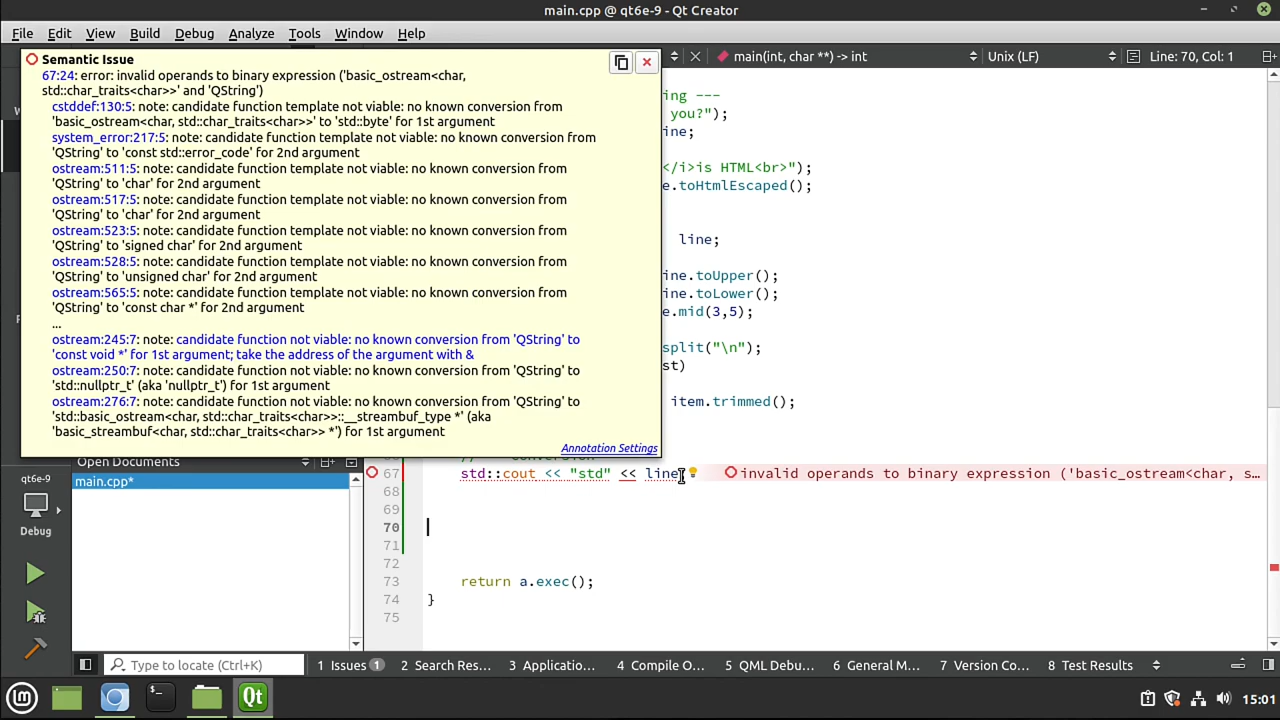 main.cpp @ qt6e-9 - Qt Creator
File Edit View Build Debug Analyze Tools Window Help
main(int, char **) -> int Unix (LF) Line: 70, Col: 1
Semantic Issue
67:24: error: invalid operands to binary expression ('basic_ostream<char,
std::char_traits<char>>' and 'QString')
cstddef:130:5: note: candidate function template not viable: no known conversion from
'basic_ostream<char, std::char_traits<char>>' to 'std::byte' for 1st argument
system_error:217:5: note: candidate function template not viable: no known conversion from
'QString' to 'const std::error_code' for 2nd argument
ostream:511:5: note: candidate function template not viable: no known conversion from
'QString' to 'char' for 2nd argument
ostream:517:5: note: candidate function template not viable: no known conversion from
'QString' to 'char' for 2nd argument
ostream:523:5: note: candidate function template not viable: no known conversion from
'QString' to 'signed char' for 2nd argument
ostream:528:5: note: candidate function template not viable: no known conversion from
'QString' to 'unsigned char' for 2nd argument
ostream:565:5: note: candidate function template not viable: no known conversion from
'QString' to 'const char *' for 2nd argument
...
ostream:245:7: note: candidate function not viable: no known conversion from 'QString' to
'const void *' for 1st argument; take the address of the argument with &
ostream:250:7: note: candidate function not viable: no known conversion from 'QString' to
'std::nullptr_t' (aka 'nullptr_t') for 1st argument
ostream:276:7: note: candidate function not viable: no known conversion from 'QString' to
'std::basic_ostream<char, std::char_traits<char>>::__streambuf_type *' (aka
'basic_streambuf<char, std::char_traits<char>> *') for 1st argument
Annotation Settings
ing ---
you?");
ine;
</i>is HTML<br>");
e.toHtmlEscaped();
line;
ine.toUpper();
ine.toLower();
e.mid(3,5);
split("\n");
st)
item.trimmed();
Open Documents
main.cpp*
qt6e-9
Debug
67 std::cout << "std" << line invalid operands to binary expression ('basic_ostream<char, s...
68
69
70
71
72
73 return a.exec();
74 }
75
Type to locate (Ctrl+K) 1 Issues 1 2 Search Res... 3 Applicatio... 4 Compile O... 5 QML Debu... 6 General M... 7 Version Co... 8 Test Results
15:01